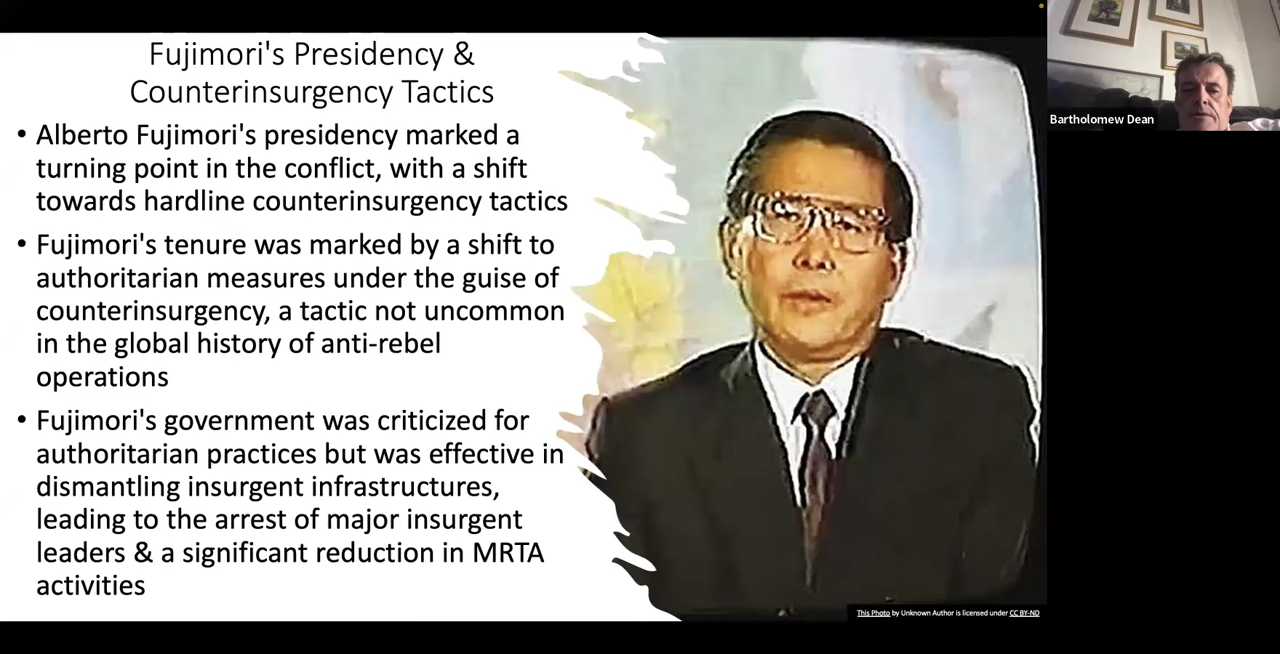 Fujimori's Presidency &
Counterinsurgency Tactics
• Alberto Fujimori's presidency marked a
turning point in the conflict, with a shift
towards hardline counterinsurgency tactics
• Fujimori's tenure was marked by a shift to
authoritarian measures under the guise of
counterinsurgency, a tactic not uncommon
in the global history of anti-rebel
operations
• Fujimori's government was criticized for
authoritarian practices but was effective in
dismantling insurgent infrastructures,
leading to the arrest of major insurgent
leaders & a significant reduction in MRTA
activities
This Photo by Unknown Author is licensed under CC BY-ND
Bartholomew Dean